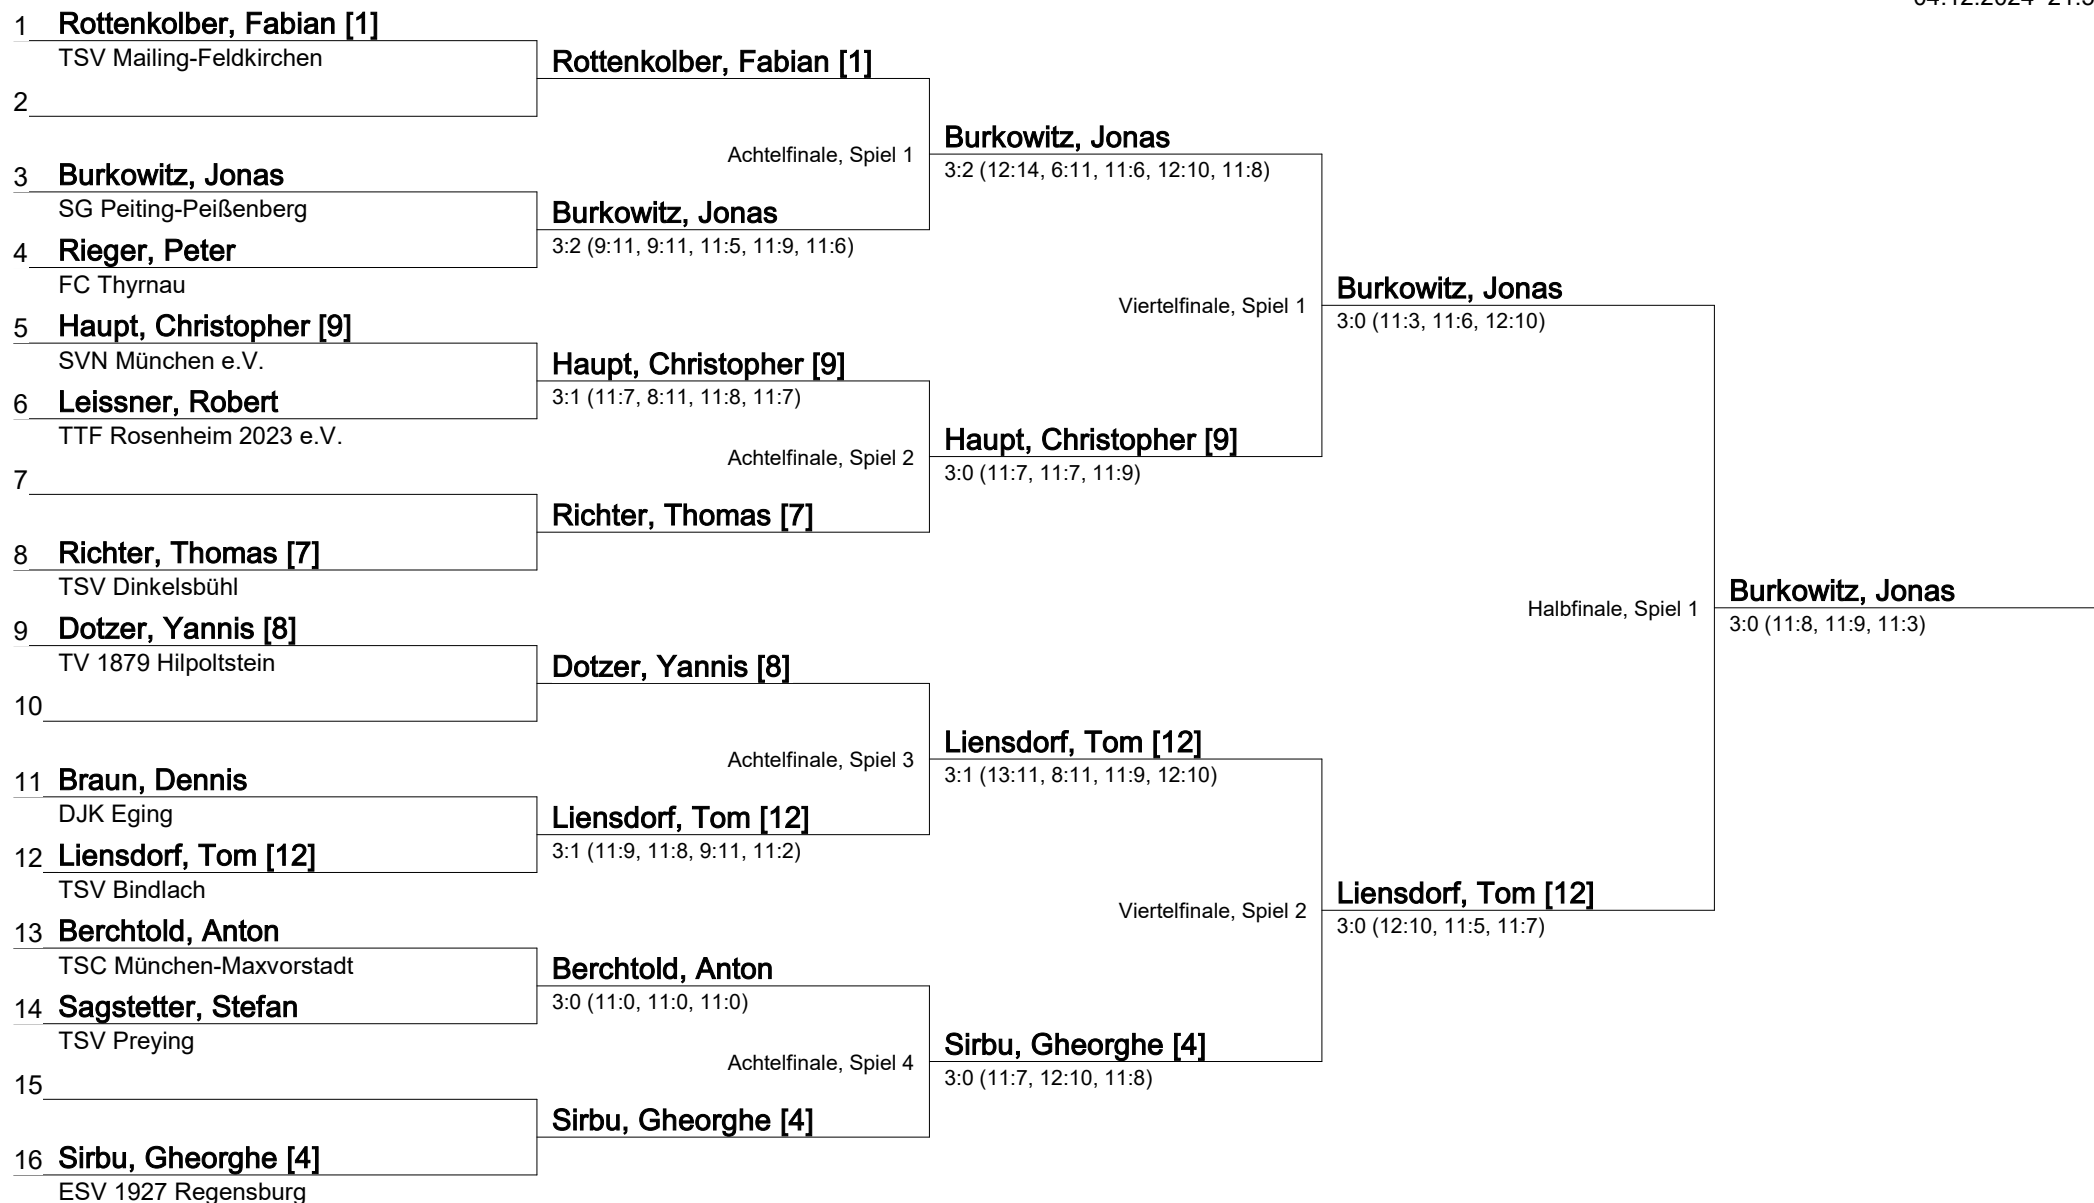 1 Rottenkolber, Fabian [1]
TSV Mailing-Feldkirchen
Rottenkolber, Fabian [1]
2
Achtelfinale, Spiel 1
Burkowitz, Jonas
3:2 (12:14, 6:11, 11:6, 12:10, 11:8)
3 Burkowitz, Jonas
SG Peiting-Peißenberg
Burkowitz, Jonas
3:2 (9:11, 9:11, 11:5, 11:9, 11:6)
4 Rieger, Peter
FC Thyrnau
Viertelfinale, Spiel 1
Burkowitz, Jonas
3:0 (11:3, 11:6, 12:10)
5 Haupt, Christopher [9]
SVN München e.V.
Haupt, Christopher [9]
3:1 (11:7, 8:11, 11:8, 11:7)
6 Leissner, Robert
TTF Rosenheim 2023 e.V.
Achtelfinale, Spiel 2
Haupt, Christopher [9]
3:0 (11:7, 11:7, 11:9)
7
Richter, Thomas [7]
8 Richter, Thomas [7]
TSV Dinkelsbühl
Halbfinale, Spiel 1
Burkowitz, Jonas
3:0 (11:8, 11:9, 11:3)
9 Dotzer, Yannis [8]
TV 1879 Hilpoltstein
Dotzer, Yannis [8]
10
Achtelfinale, Spiel 3
Liensdorf, Tom [12]
3:1 (13:11, 8:11, 11:9, 12:10)
11 Braun, Dennis
DJK Eging
Liensdorf, Tom [12]
3:1 (11:9, 11:8, 9:11, 11:2)
12 Liensdorf, Tom [12]
TSV Bindlach
Viertelfinale, Spiel 2
Liensdorf, Tom [12]
3:0 (12:10, 11:5, 11:7)
13 Berchtold, Anton
TSC München-Maxvorstadt
Berchtold, Anton
3:0 (11:0, 11:0, 11:0)
14 Sagstetter, Stefan
TSV Preying
Achtelfinale, Spiel 4
Sirbu, Gheorghe [4]
3:0 (11:7, 12:10, 11:8)
15
Sirbu, Gheorghe [4]
16 Sirbu, Gheorghe [4]
ESV 1927 Regensburg